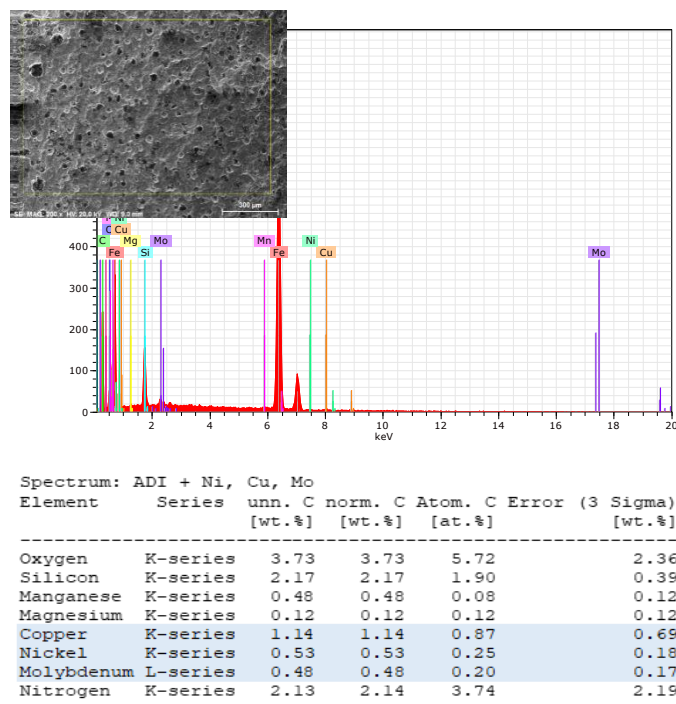 SE MAG: 200 x HV: 20.0 kV WD: 9.0 mm
300 µm
Ni
Cu
C Mg Mo Mn Ni
Fe Si Fe Cu Mo
400
300
200
100
0
2 4 6 8 10 12 14 16 18 20
keV
Spectrum: ADI + Ni, Cu, Mo
Element Series unn. C norm. C Atom. C Error (3 Sigma)
[wt.%] [wt.%] [at.%] [wt.%]
--------------------------------------------------------
Oxygen K-series 3.73 3.73 5.72 2.36
Silicon K-series 2.17 2.17 1.90 0.39
Manganese K-series 0.48 0.48 0.08 0.12
Magnesium K-series 0.12 0.12 0.12 0.12
Copper K-series 1.14 1.14 0.87 0.69
Nickel K-series 0.53 0.53 0.25 0.18
Molybdenum L-series 0.48 0.48 0.20 0.17
Nitrogen K-series 2.13 2.14 3.74 2.19